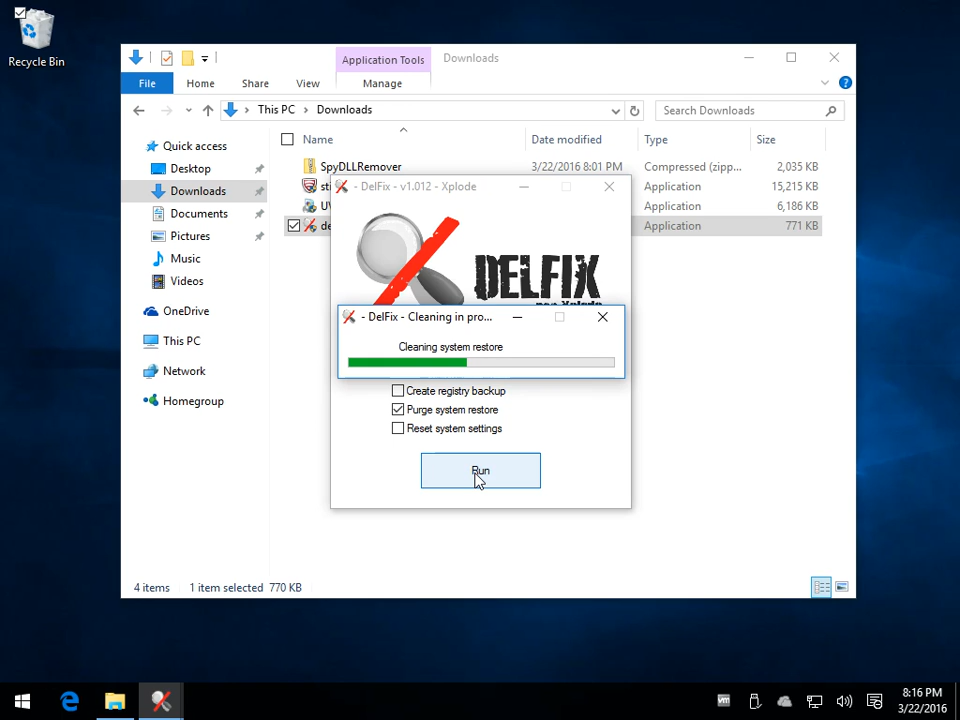 Recycle Bin
Application Tools
Downloads
File
Home
Share
View
Manage
This PC
Downloads
Search Downloads
Name
Date modified
Type
Size
Quick access
Desktop
Downloads
Documents
Pictures
Music
Videos
OneDrive
This PC
Network
Homegroup
SpyDLLRemover
3/22/2016 8:01 PM
Compressed (zipp...
2,035 KB
Application
15,215 KB
Application
6,186 KB
de
Application
771 KB
- DelFix - v1.012 - Xplode
DELFIX
par Xplode
- DelFix - Cleaning in pro...
Cleaning system restore
Create registry backup
Purge system restore
Reset system settings
Run
4 items
1 item selected 770 KB
vm
8:16 PM
3/22/2016